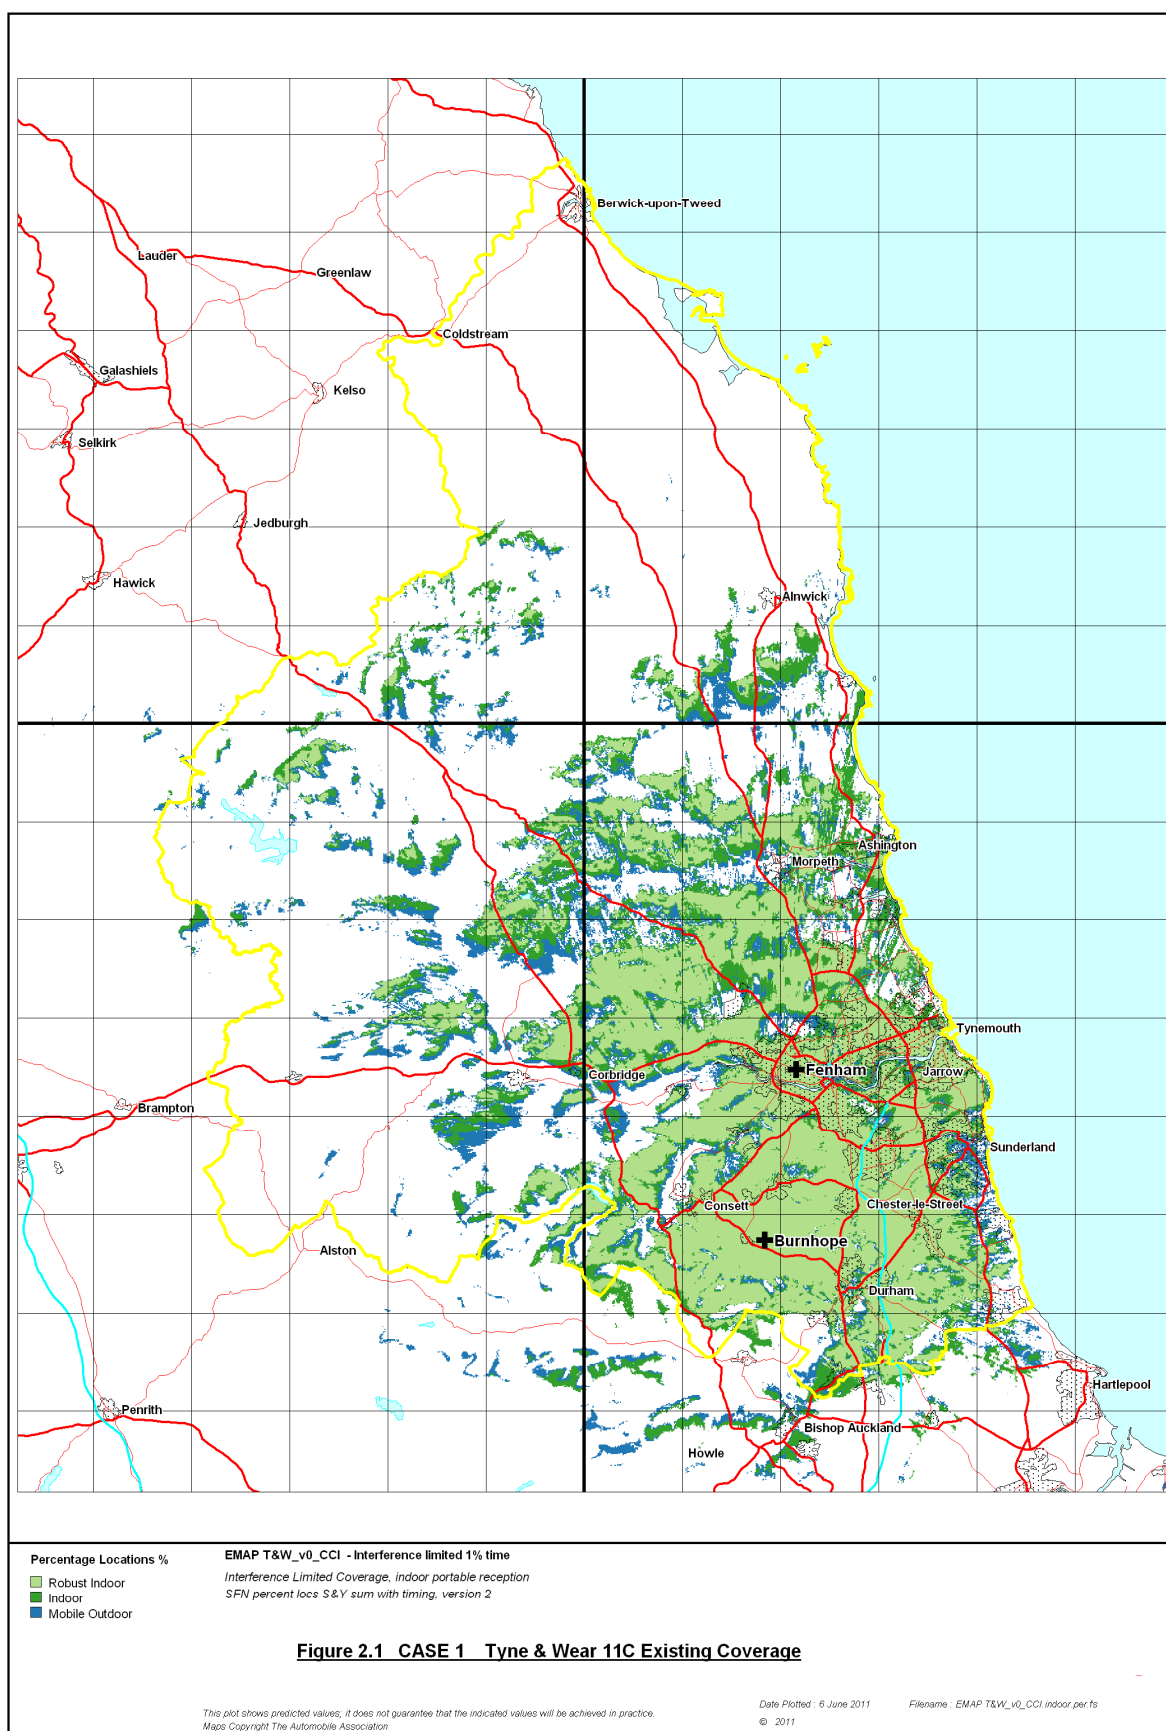 Berwick-upon-Tweed
Lauder
Greenlaw
Coldstream
Galashiels
Kelso
Selkirk
Jedburgh
Hawick
Alnwick
Ashington
Morpeth
Tynemouth
Fenham
Jarrow
Corbridge
Brampton
Sunderland
Consett
Chester-le-Street
Burnhope
Alston
Durham
Hartlepool
Penrith
Bishop Auckland
Howle
Percentage Locations %
Robust Indoor
Indoor
Mobile Outdoor
EMAP T&W_v0_CCI - Interference limited 1% time
Interference Limited Coverage, indoor portable reception
SFN percent locs S&Y sum with timing, version 2
Figure 2.1 CASE 1 Tyne & Wear 11C Existing Coverage
This plot shows predicted values; it does not guarantee that the indicated values will be achieved in practice.
Maps Copyright The Automobile Association
Date Plotted : 6 June 2011 Filename : EMAP T&W_v0_CCI.indoor.per.fs
© 2011